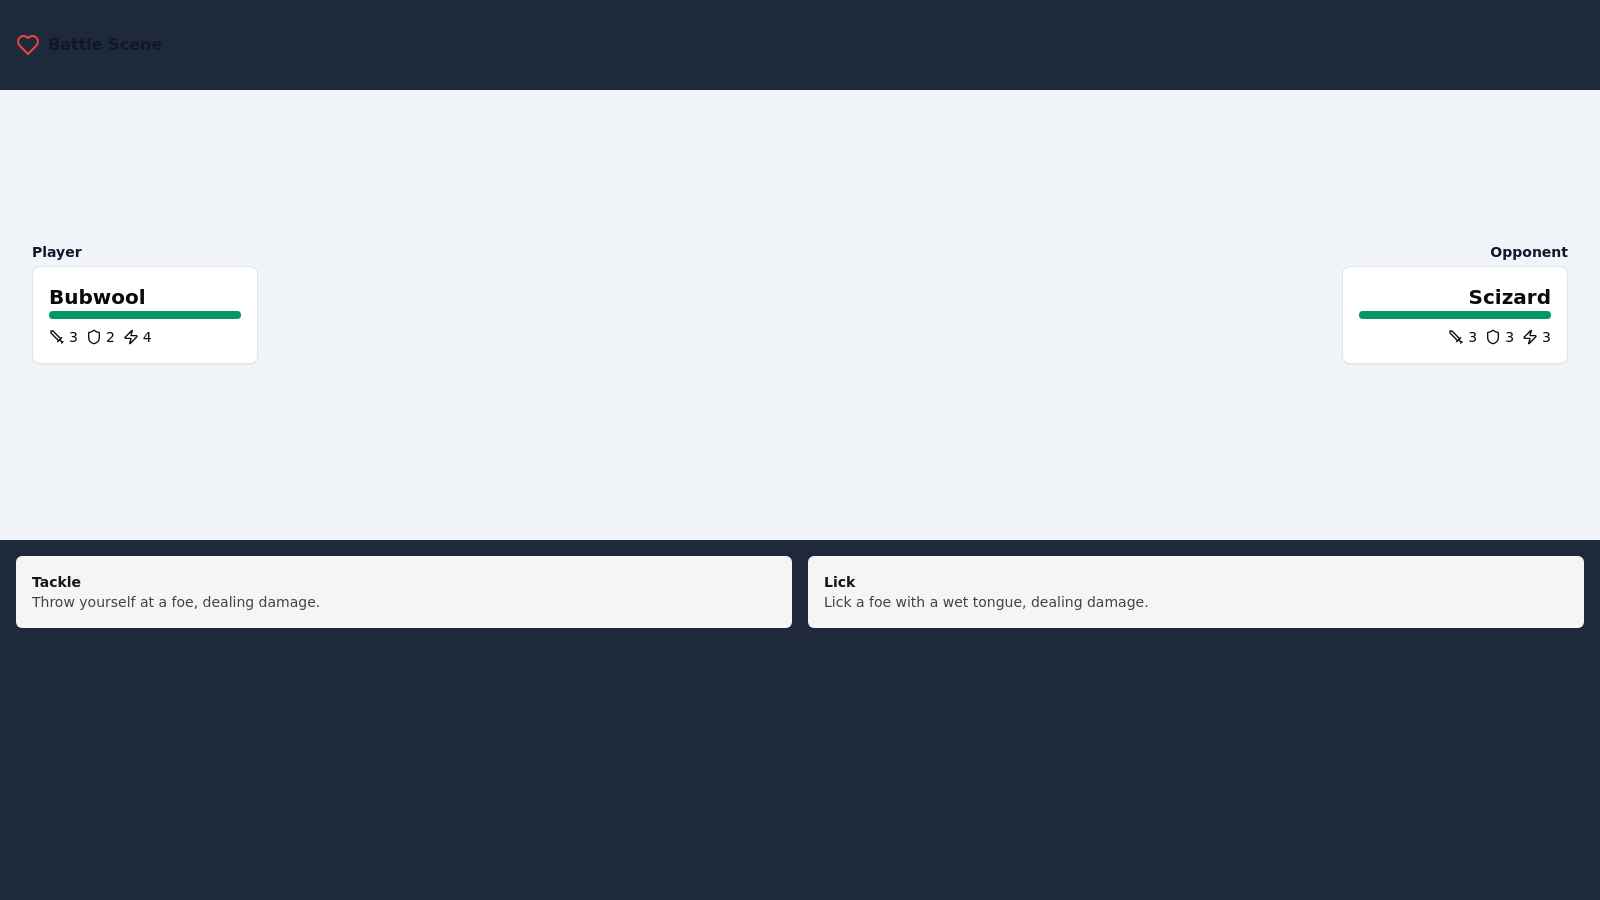 Battle Scene
Player
Opponent
Bubwool
Scizard
3 2 4
3 3 3
Tackle
Throw yourself at a foe, dealing damage.
Lick
Lick a foe with a wet tongue, dealing damage.